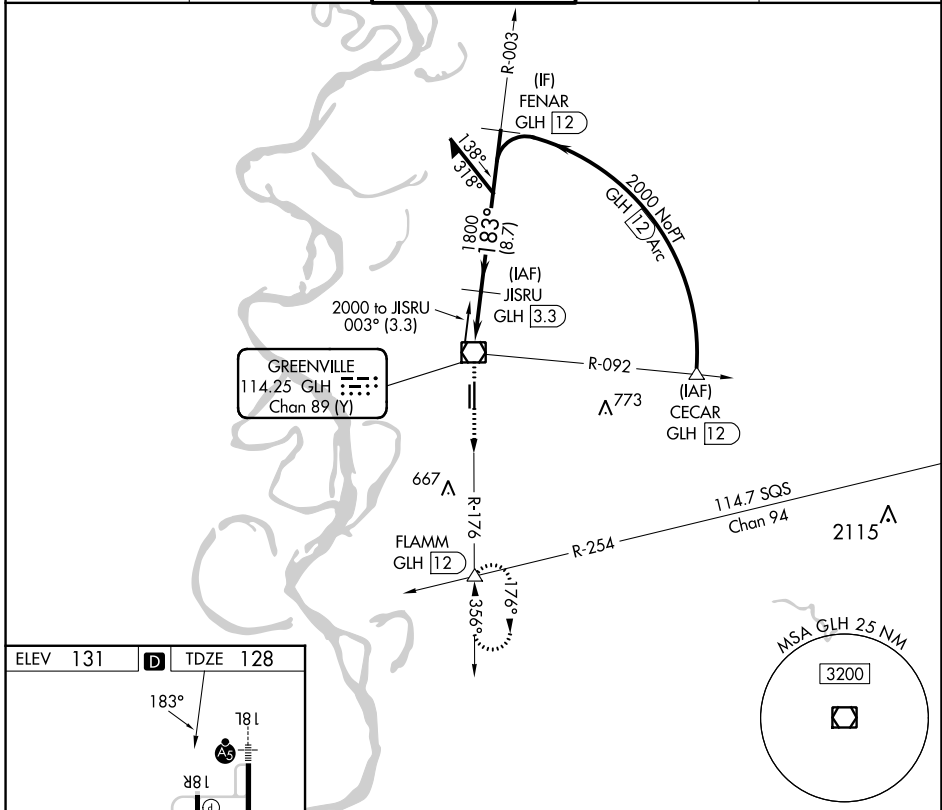 R-003
(IF)
FENAR
GLH 12
138°
318°
2000 NoPT
GLH 12 Arc
1800
183°
(8.7)
(IAF)
JISRU
GLH 3.3
2000 to JISRU
003° (3.3)
GREENVILLE
114.25 GLH
Chan 89 (Y)
R-092
(IAF)
CECAR
GLH 12
773
667
R-176
114.7 SQS
Chan 94
2115
R-254
FLAMM
GLH 12
356°
176°
MSA GLH 25 NM
3200
ELEV 131 D TDZE 128
183°
18L
A5
18R
P